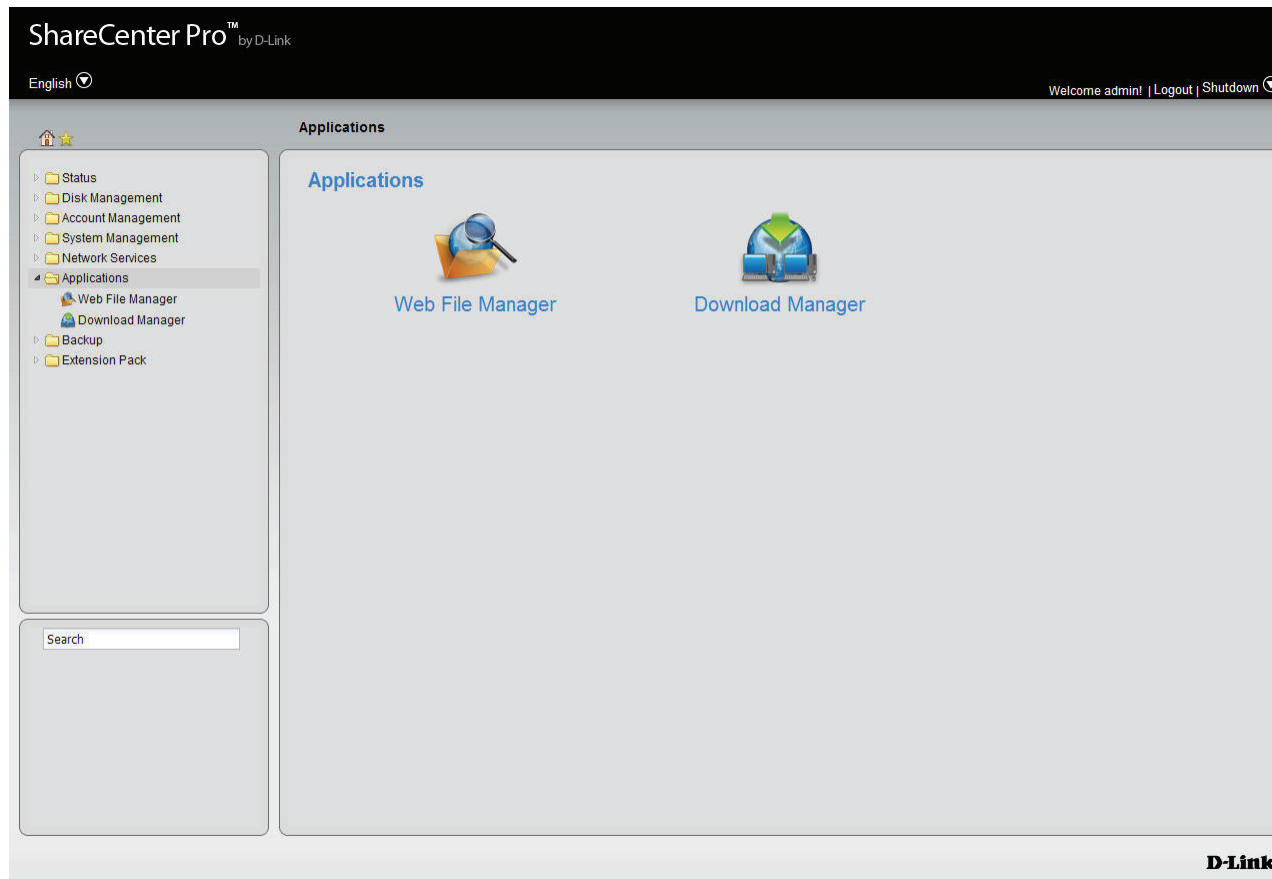 ShareCenter Pro™ by D-Link
English
Welcome admin! | Logout | Shutdown
Applications
Status
Disk Management
Account Management
System Management
Network Services
Applications
Web File Manager
Download Manager
Backup
Extension Pack
Search
Applications
Web File Manager
Download Manager
D-Link